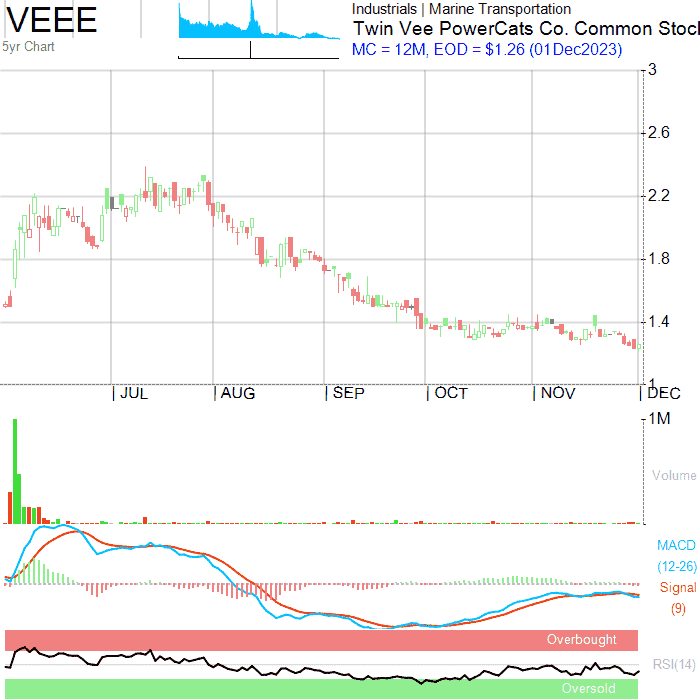 VEEE
5yr Chart
Industrials | Marine Transportation
Twin Vee PowerCats Co. Common Stock
MC = 12M, EOD = $1.26 (01Dec2023)
3
2.6
2.2
1.8
1.4
1
| JUL | AUG | SEP | OCT | NOV | DEC
1M
Volume
MACD
(12-26)
Signal
(9)
Overbought
RSI(14)
Oversold